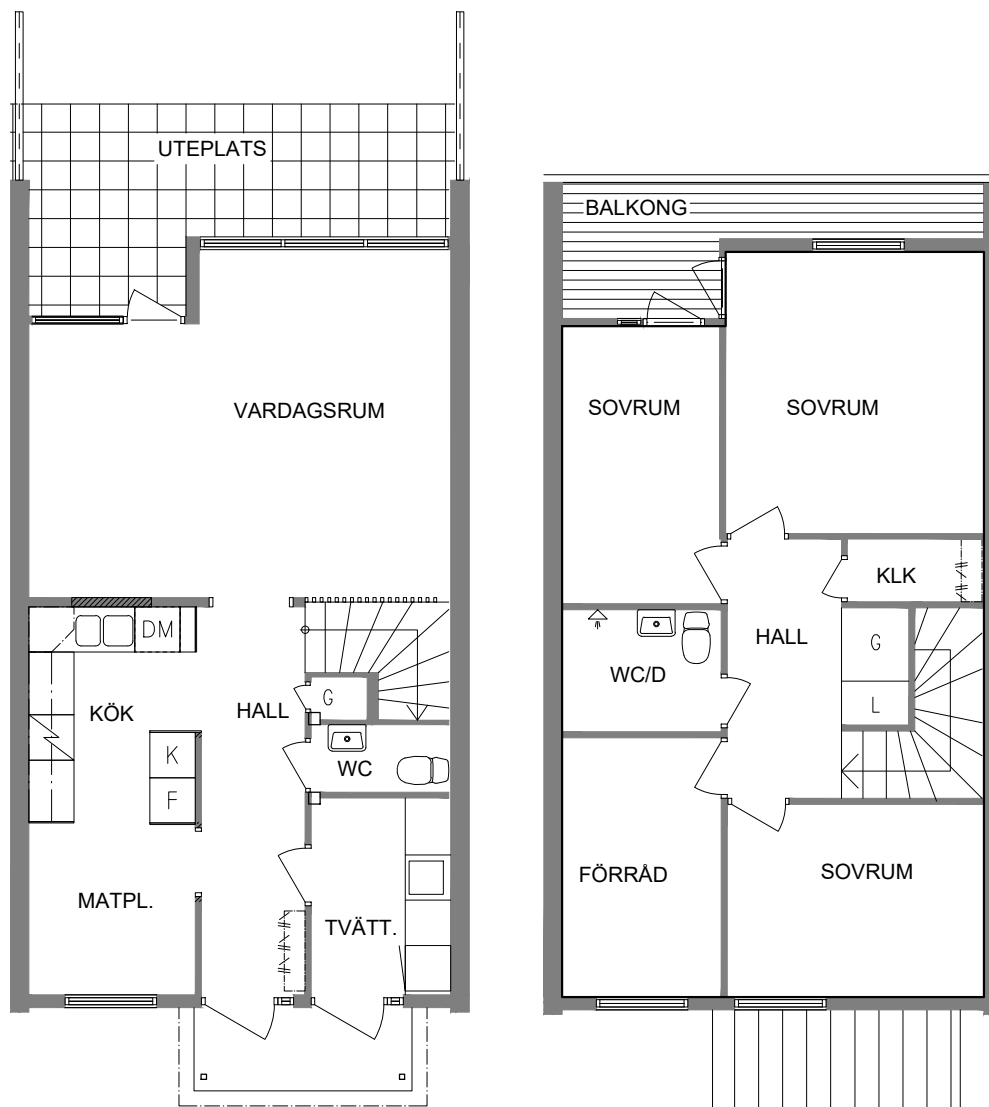 UTEPLATS
VARDAGSRUM
DM
KÖK
HALL
G
K
WC
F
MATPL.
TVÄTT.
BALKONG
SOVRUM
SOVRUM
KLK
HALL
G
WC/D
L
FÖRRÅD
SOVRUM